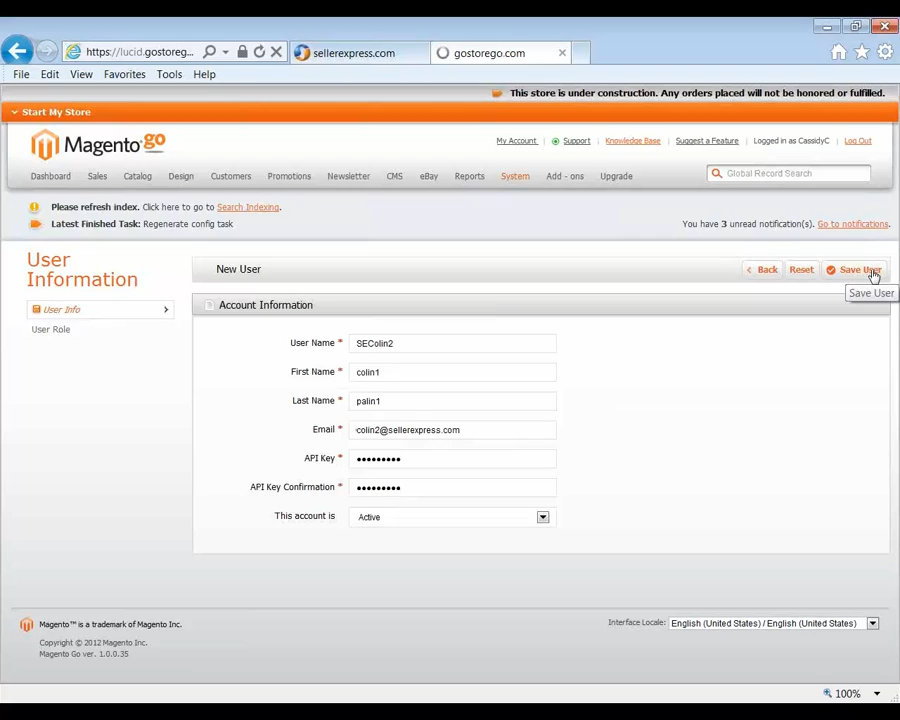 https://lucid.gostoreg...
sellerexpress.com
gostorego.com
File Edit View Favorites Tools Help
This store is under construction. Any orders placed will not be honored or fulfilled.
Start My Store
Magento go
My Account Support Knowledge Base Suggest a Feature Logged in as CassidyC Log Out
Dashboard Sales Catalog Design Customers Promotions Newsletter CMS eBay Reports System Add - ons Upgrade
Global Record Search
Please refresh index. Click here to go to Search Indexing.
Latest Finished Task: Regenerate config task
You have 3 unread notification(s). Go to notifications.
User Information
User Info
User Role
New User
Back Reset Save User
Save User
Account Information
User Name * SEColin2
First Name * colin1
Last Name * palin1
Email * colin2@sellerexpress.com
API Key * •••••••••
API Key Confirmation * •••••••••
This account is Active
Magento™ is a trademark of Magento Inc.
Copyright © 2012 Magento Inc.
Magento Go ver. 1.0.0.35
Interface Locale: English (United States) / English (United States)
100%